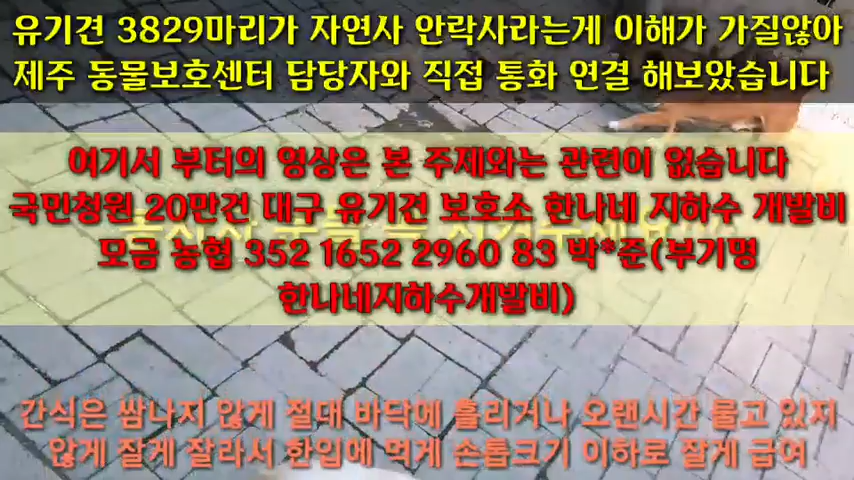 유기견 3829마리가 자연사 안락사라는게 이해가 가질않아
제주 동물보호센터 담당자와 직접 통화 연결 해보았습니다
여기서 부터의 영상은 본 주제와는 관련이 없습니다
국민청원 20만건 대구 유기견 보호소 한나네 지하수 개발비
모금 농협 352 1652 2960 83 박*준(부기명
한나네지하수개발비)
간식은 쌈나지 않게 절대 바닥에 흘리거나 오랜시간 물고 있지
않게 잘게 잘라서 한입에 먹게 손톱크기 이하로 잘게 급여